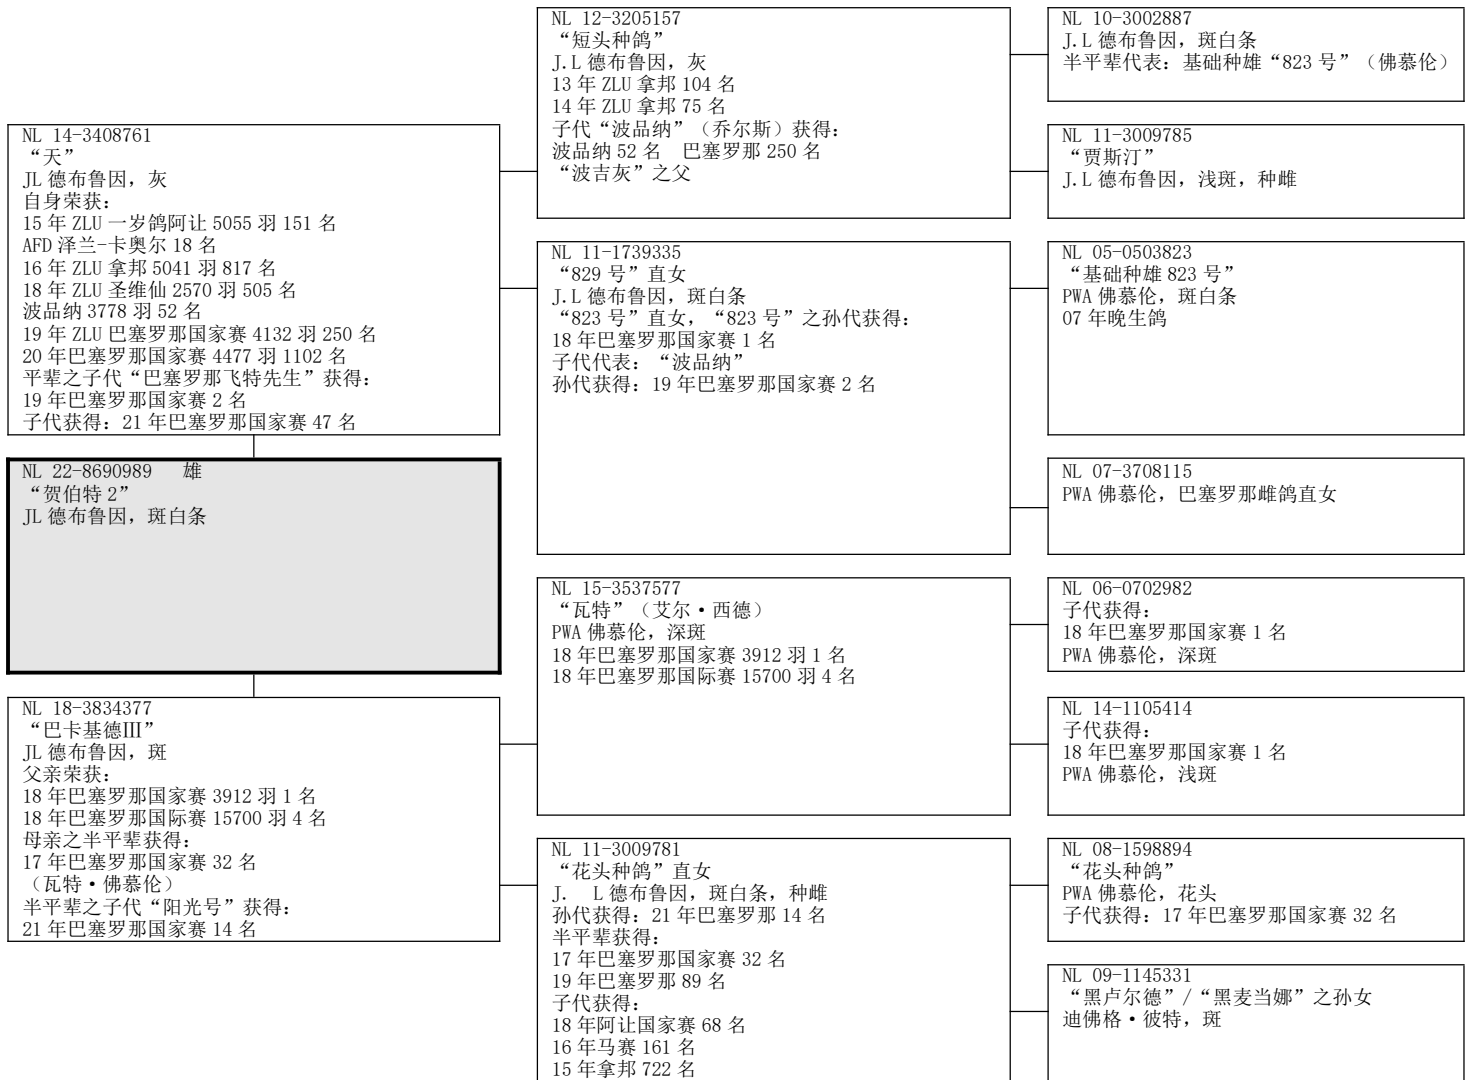 NL 14-3408761
“天”
JL 德布鲁因，灰
自身荣获：
15 年 ZLU 一岁鸽阿让 5055 羽 151 名
AFD 泽兰-卡奥尔 18 名
16 年 ZLU 拿邦 5041 羽 817 名
18 年 ZLU 圣维仙 2570 羽 505 名
波品纳 3778 羽 52 名
19 年 ZLU 巴塞罗那国家赛 4132 羽 250 名
20 年巴塞罗那国家赛 4477 羽 1102 名
平辈之子代“巴塞罗那飞特先生”获得：
19 年巴塞罗那国家赛 2 名
子代获得：21 年巴塞罗那国家赛 47 名
NL 22-8690989 雄
“贺伯特 2”
JL 德布鲁因，斑白条
NL 18-3834377
“巴卡基德Ⅲ”
JL 德布鲁因，斑
父亲荣获：
18 年巴塞罗那国家赛 3912 羽 1 名
18 年巴塞罗那国际赛 15700 羽 4 名
母亲之半平辈获得：
17 年巴塞罗那国家赛 32 名
（瓦特·佛慕伦）
半平辈之子代“阳光号”获得：
21 年巴塞罗那国家赛 14 名
NL 12-3205157
“短头种鸽”
J.L 德布鲁因，灰
13 年 ZLU 拿邦 104 名
14 年 ZLU 拿邦 75 名
子代“波品纳”（乔尔斯）获得：
波品纳 52 名 巴塞罗那 250 名
“波吉灰”之父
NL 11-1739335
“829 号”直女
J.L 德布鲁因，斑白条
“823 号”直女，“823 号”之孙代获得：
18 年巴塞罗那国家赛 1 名
子代代表：“波品纳”
孙代获得：19 年巴塞罗那国家赛 2 名
NL 15-3537577
“瓦特”（艾尔·西德）
PWA 佛慕伦，深斑
18 年巴塞罗那国家赛 3912 羽 1 名
18 年巴塞罗那国际赛 15700 羽 4 名
NL 11-3009781
“花头种鸽”直女
J. L 德布鲁因，斑白条，种雌
孙代获得：21 年巴塞罗那 14 名
半平辈获得：
17 年巴塞罗那国家赛 32 名
19 年巴塞罗那 89 名
子代获得：
18 年阿让国家赛 68 名
16 年马赛 161 名
15 年拿邦 722 名
NL 10-3002887
J.L 德布鲁因，斑白条
半平辈代表：基础种雄“823 号”（佛慕伦）
NL 11-3009785
“贾斯汀”
J.L 德布鲁因，浅斑，种雌
NL 05-0503823
“基础种雄 823 号”
PWA 佛慕伦，斑白条
07 年晚生鸽
NL 07-3708115
PWA 佛慕伦，巴塞罗那雌鸽直女
NL 06-0702982
子代获得：
18 年巴塞罗那国家赛 1 名
PWA 佛慕伦，深斑
NL 14-1105414
子代获得：
18 年巴塞罗那国家赛 1 名
PWA 佛慕伦，浅斑
NL 08-1598894
“花头种鸽”
PWA 佛慕伦，花头
子代获得：17 年巴塞罗那国家赛 32 名
NL 09-1145331
“黑卢尔德”/“黑麦当娜”之孙女
迪佛格·彼特，斑